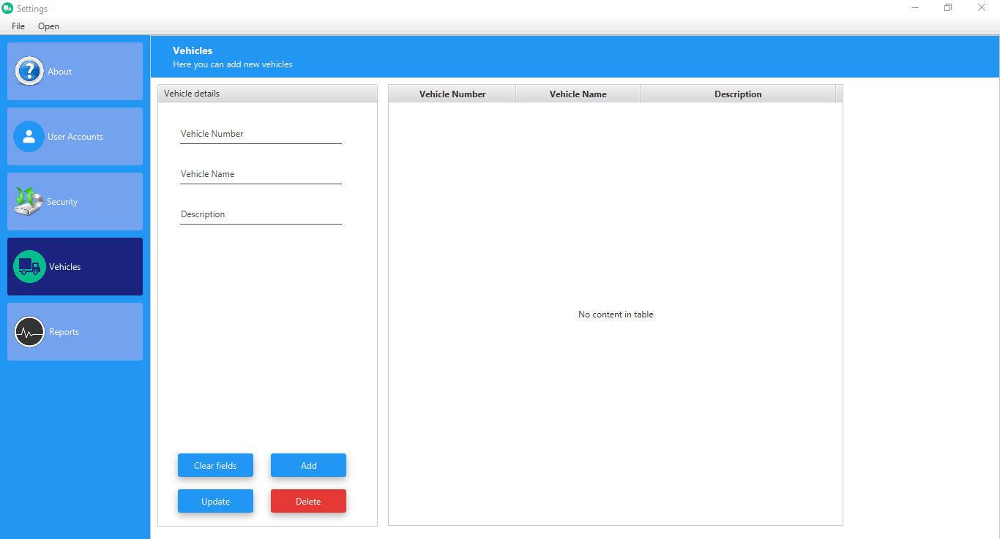 Settings
File Open
About
User Accounts
Security
Vehicles
Reports
Vehicles
Here you can add new vehicles
Vehicle details
Vehicle Number
Vehicle Name
Description
Clear fields Add
Update Delete
Vehicle Number Vehicle Name Description
No content in table